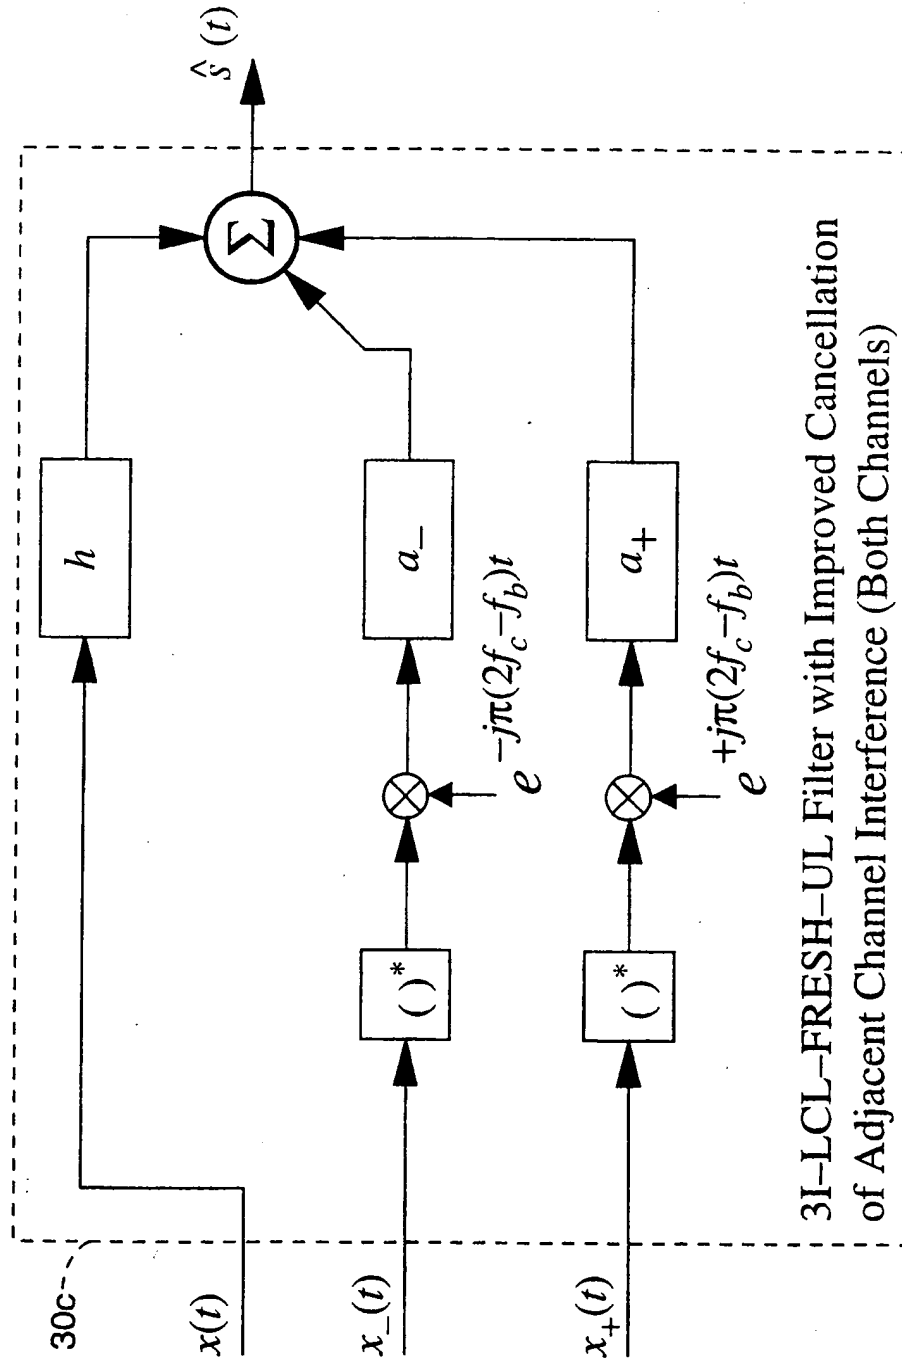 30c
x(t)
h
Σ
ŝ(t)
x_(t)
()*
⊗
e^{-jπ(2f_c-f_b)t}
a_
x+(t)
()*
⊗
e^{+jπ(2f_c-f_b)t}
a+
3I–LCL–FRESH–UL Filter with Improved Cancellation
of Adjacent Channel Interference (Both Channels)